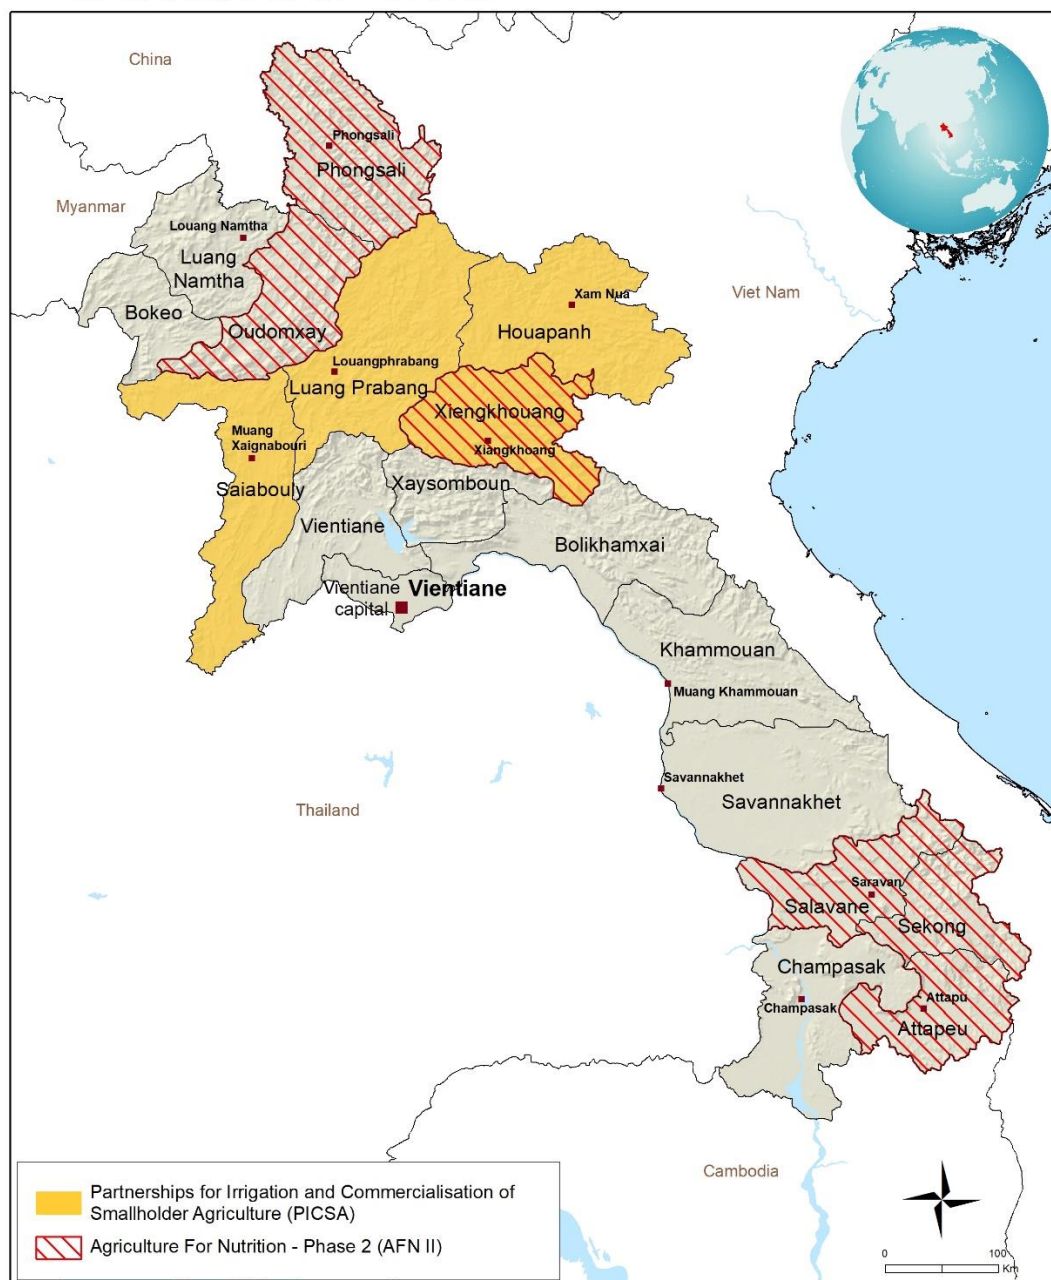 China
Phongsali
Phongsali
Myanmar
Louang Namtha
Luang
Namtha
Viet Nam
Xam Nua
Bokeo
Oudomxay
Houapanh
Louangphrabang
Luang Prabang
Xiengkhouang
Muang
Xaignabouri
Xiangkhoang
Saiabouly
Xaysomboun
Vientiane
Bolikhamxai
Vientiane
capital
Vientiane
Khammouan
Muang Khammouan
Savannakhet
Savannakhet
Thailand
Saravan
Salavane
Sekong
Champasak
Champasak
Attapu
Attapeu
Cambodia
Partnerships for Irrigation and Commercialisation of
Smallholder Agriculture (PICSA)
Agriculture For Nutrition - Phase 2 (AFN II)
0 100
Km